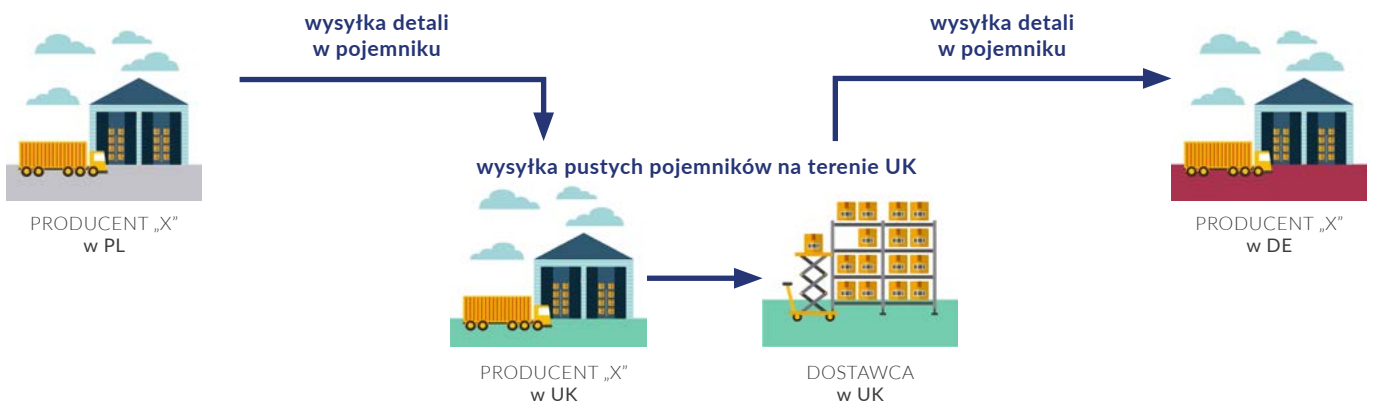 wysyłka detali
w pojemniku
wysyłka detali
w pojemniku
wysyłka pustych pojemników na terenie UK
PRODUCENT „X”
w PL
PRODUCENT „X”
w DE
PRODUCENT „X”
w UK
DOSTAWCA
w UK